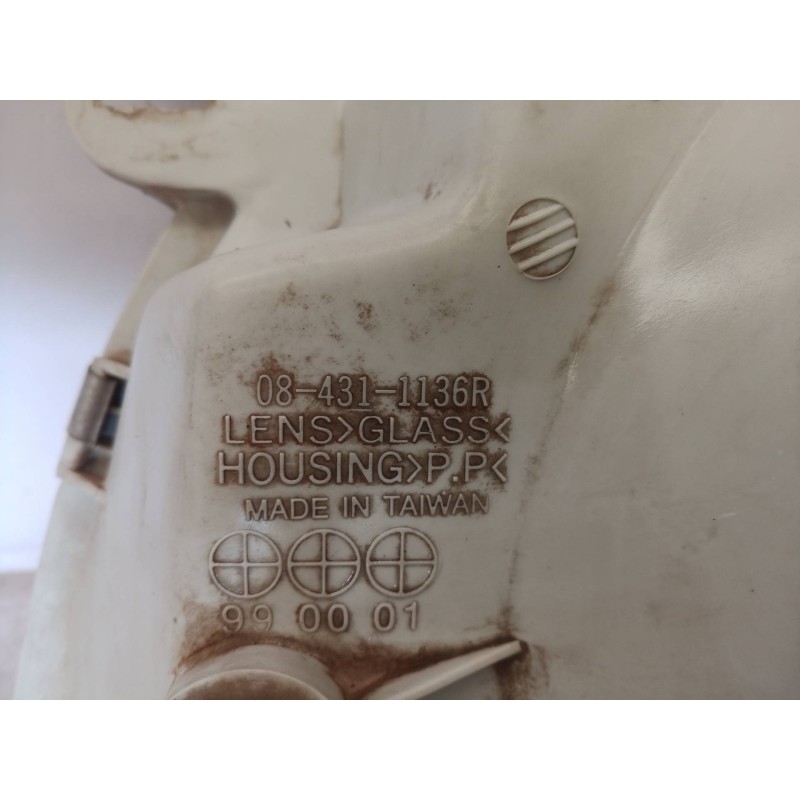 08-431-1136R
LENS>GLASS<
HOUSING>P.P<
MADE IN TAIWAN
99 00 01